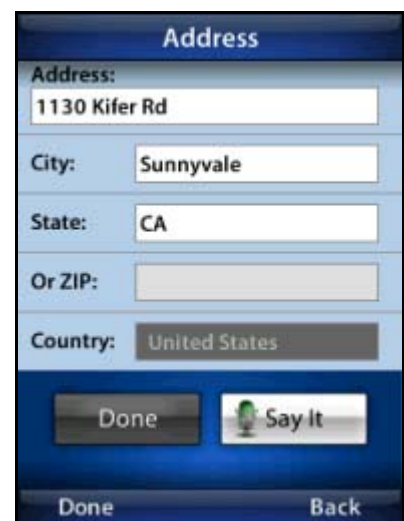 Address
Address:
1130 Kifer Rd
City: Sunnyvale
State: CA
Or ZIP:
Country: United States
Done Say It
Done Back